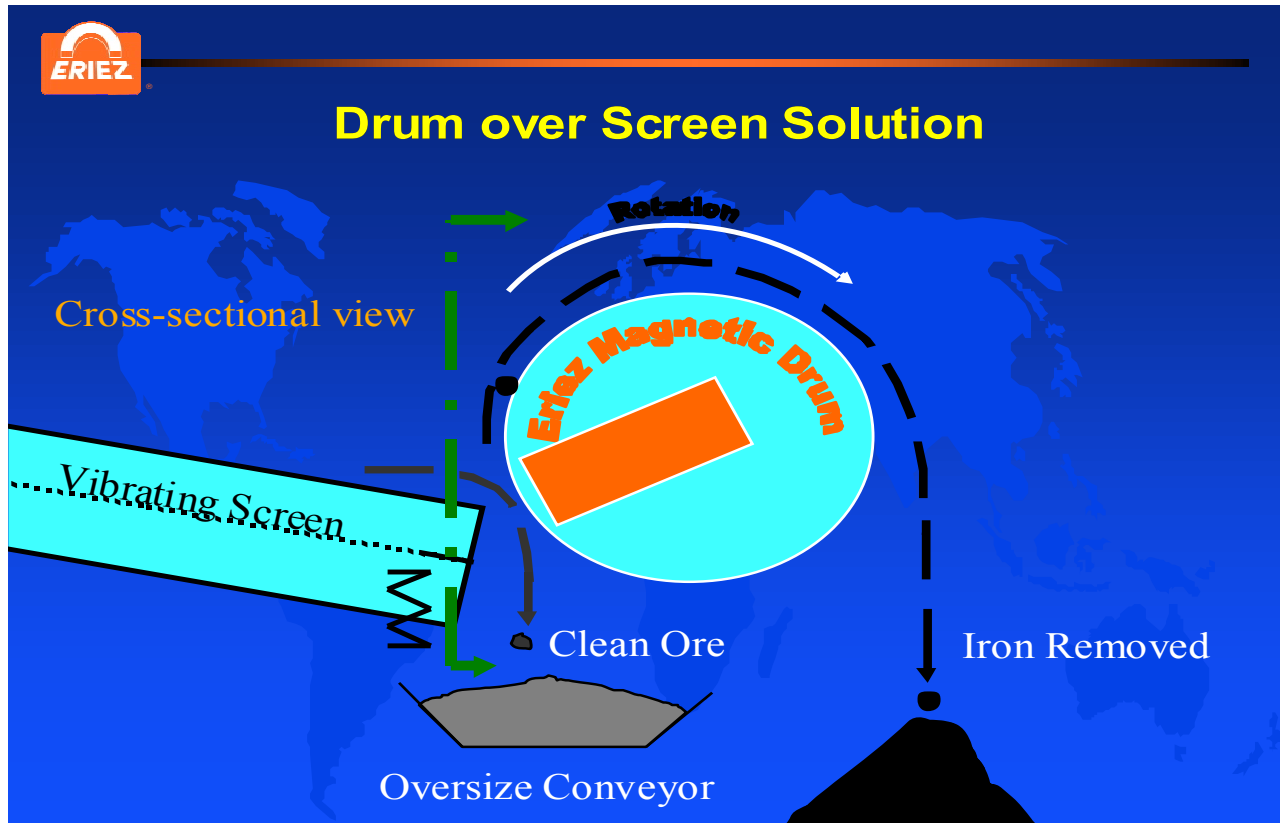 ERIEZ
®
Drum over Screen Solution
Rotation
Cross-sectional view
Eriez Magnetic Drum
Vibrating Screen
Clean Ore
Iron Removed
Oversize Conveyor